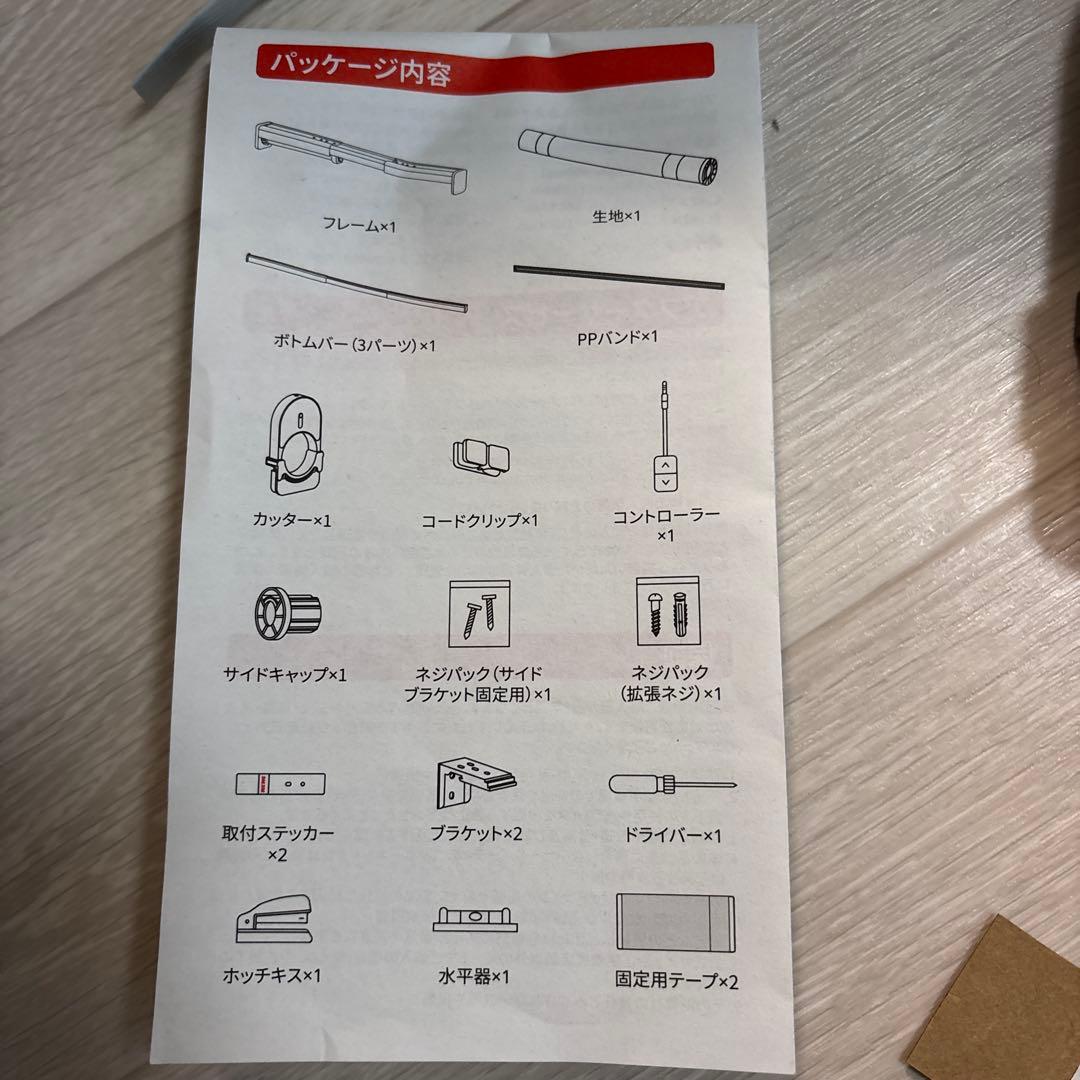 パッケージ内容
フレーム×1
生地×1
ボトムバー（3パーツ）×1
PPバンド×1
カッター×1
コードクリップ×1
コントローラー
×1
サイドキャップ×1
ネジパック（サイド
ブラケット固定用）×1
ネジパック
（拡張ネジ）×1
取付ステッカー
×2
ブラケット×2
ドライバー×1
ホッチキス×1
水平器×1
固定用テープ×2